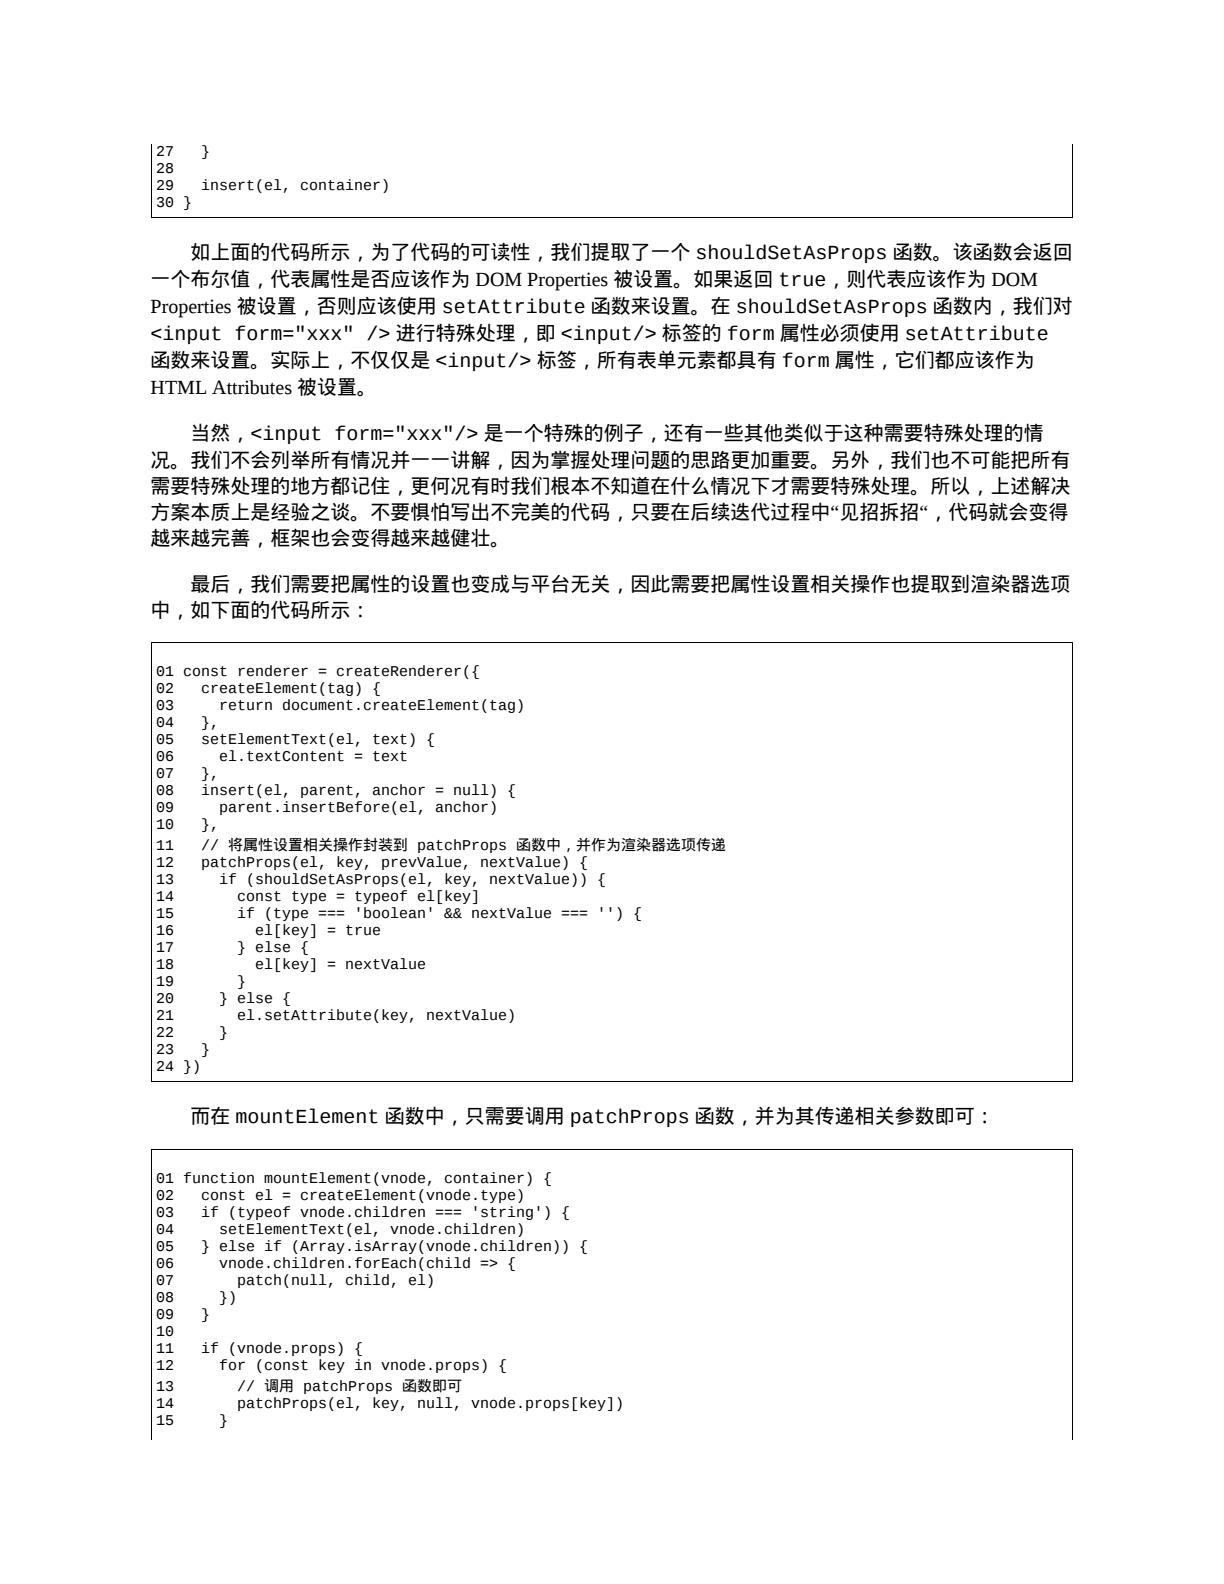 27   }
28
29   insert(el, container)
30 }
如上面的代码所示，为了代码的可读性，我们提取了一个 shouldSetAsProps 函数。该函数会返回
一个布尔值，代表属性是否应该作为 DOM Properties 被设置。如果返回 true，则代表应该作为 DOM
Properties 被设置，否则应该使用 setAttribute 函数来设置。在 shouldSetAsProps 函数内，我们对
<input form="xxx" /> 进行特殊处理，即 <input/> 标签的 form 属性必须使用 setAttribute
函数来设置。实际上，不仅仅是 <input/> 标签，所有表单元素都具有 form 属性，它们都应该作为
HTML Attributes 被设置。
当然，<input form="xxx"/> 是一个特殊的例子，还有一些其他类似于这种需要特殊处理的情
况。我们不会列举所有情况并一一讲解，因为掌握处理问题的思路更加重要。另外，我们也不可能把所有
需要特殊处理的地方都记住，更何况有时我们根本不知道在什么情况下才需要特殊处理。所以，上述解决
方案本质上是经验之谈。不要惧怕写出不完美的代码，只要在后续迭代过程中“见招拆招“，代码就会变得
越来越完善，框架也会变得越来越健壮。
最后，我们需要把属性的设置也变成与平台无关，因此需要把属性设置相关操作也提取到渲染器选项
中，如下面的代码所示：
01 const renderer = createRenderer({
02   createElement(tag) {
03     return document.createElement(tag)
04   },
05   setElementText(el, text) {
06     el.textContent = text
07   },
08   insert(el, parent, anchor = null) {
09     parent.insertBefore(el, anchor)
10   },
11   // 将属性设置相关操作封装到 patchProps 函数中，并作为渲染器选项传递
12   patchProps(el, key, prevValue, nextValue) {
13     if (shouldSetAsProps(el, key, nextValue)) {
14       const type = typeof el[key]
15       if (type === 'boolean' && nextValue === '') {
16         el[key] = true
17       } else {
18         el[key] = nextValue
19       }
20     } else {
21       el.setAttribute(key, nextValue)
22     }
23   }
24 })
而在 mountElement 函数中，只需要调用 patchProps 函数，并为其传递相关参数即可：
01 function mountElement(vnode, container) {
02   const el = createElement(vnode.type)
03   if (typeof vnode.children === 'string') {
04     setElementText(el, vnode.children)
05   } else if (Array.isArray(vnode.children)) {
06     vnode.children.forEach(child => {
07       patch(null, child, el)
08     })
09   }
10
11   if (vnode.props) {
12     for (const key in vnode.props) {
13       // 调用 patchProps 函数即可
14       patchProps(el, key, null, vnode.props[key])
15     }